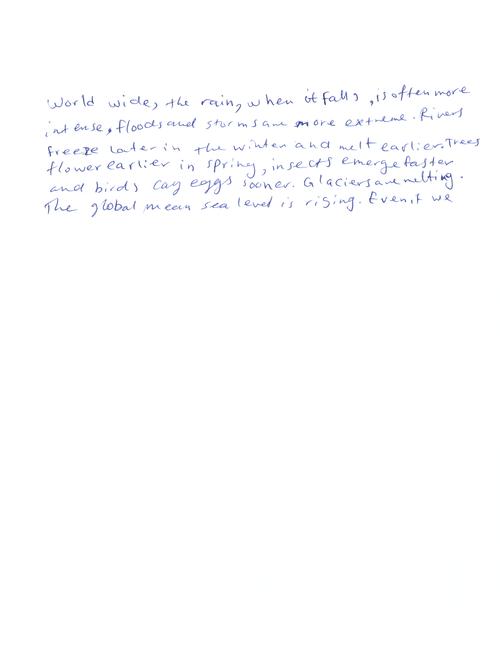 World wide, the rain, when it falls, is often more
intense, floods and storms are more extreme. Rivers
freeze later in the winter and melt earlier. Trees
flower earlier in spring, insects emerge faster
and birds lay eggs sooner. Glaciers are melting.
The global mean sea level is rising. Even if we